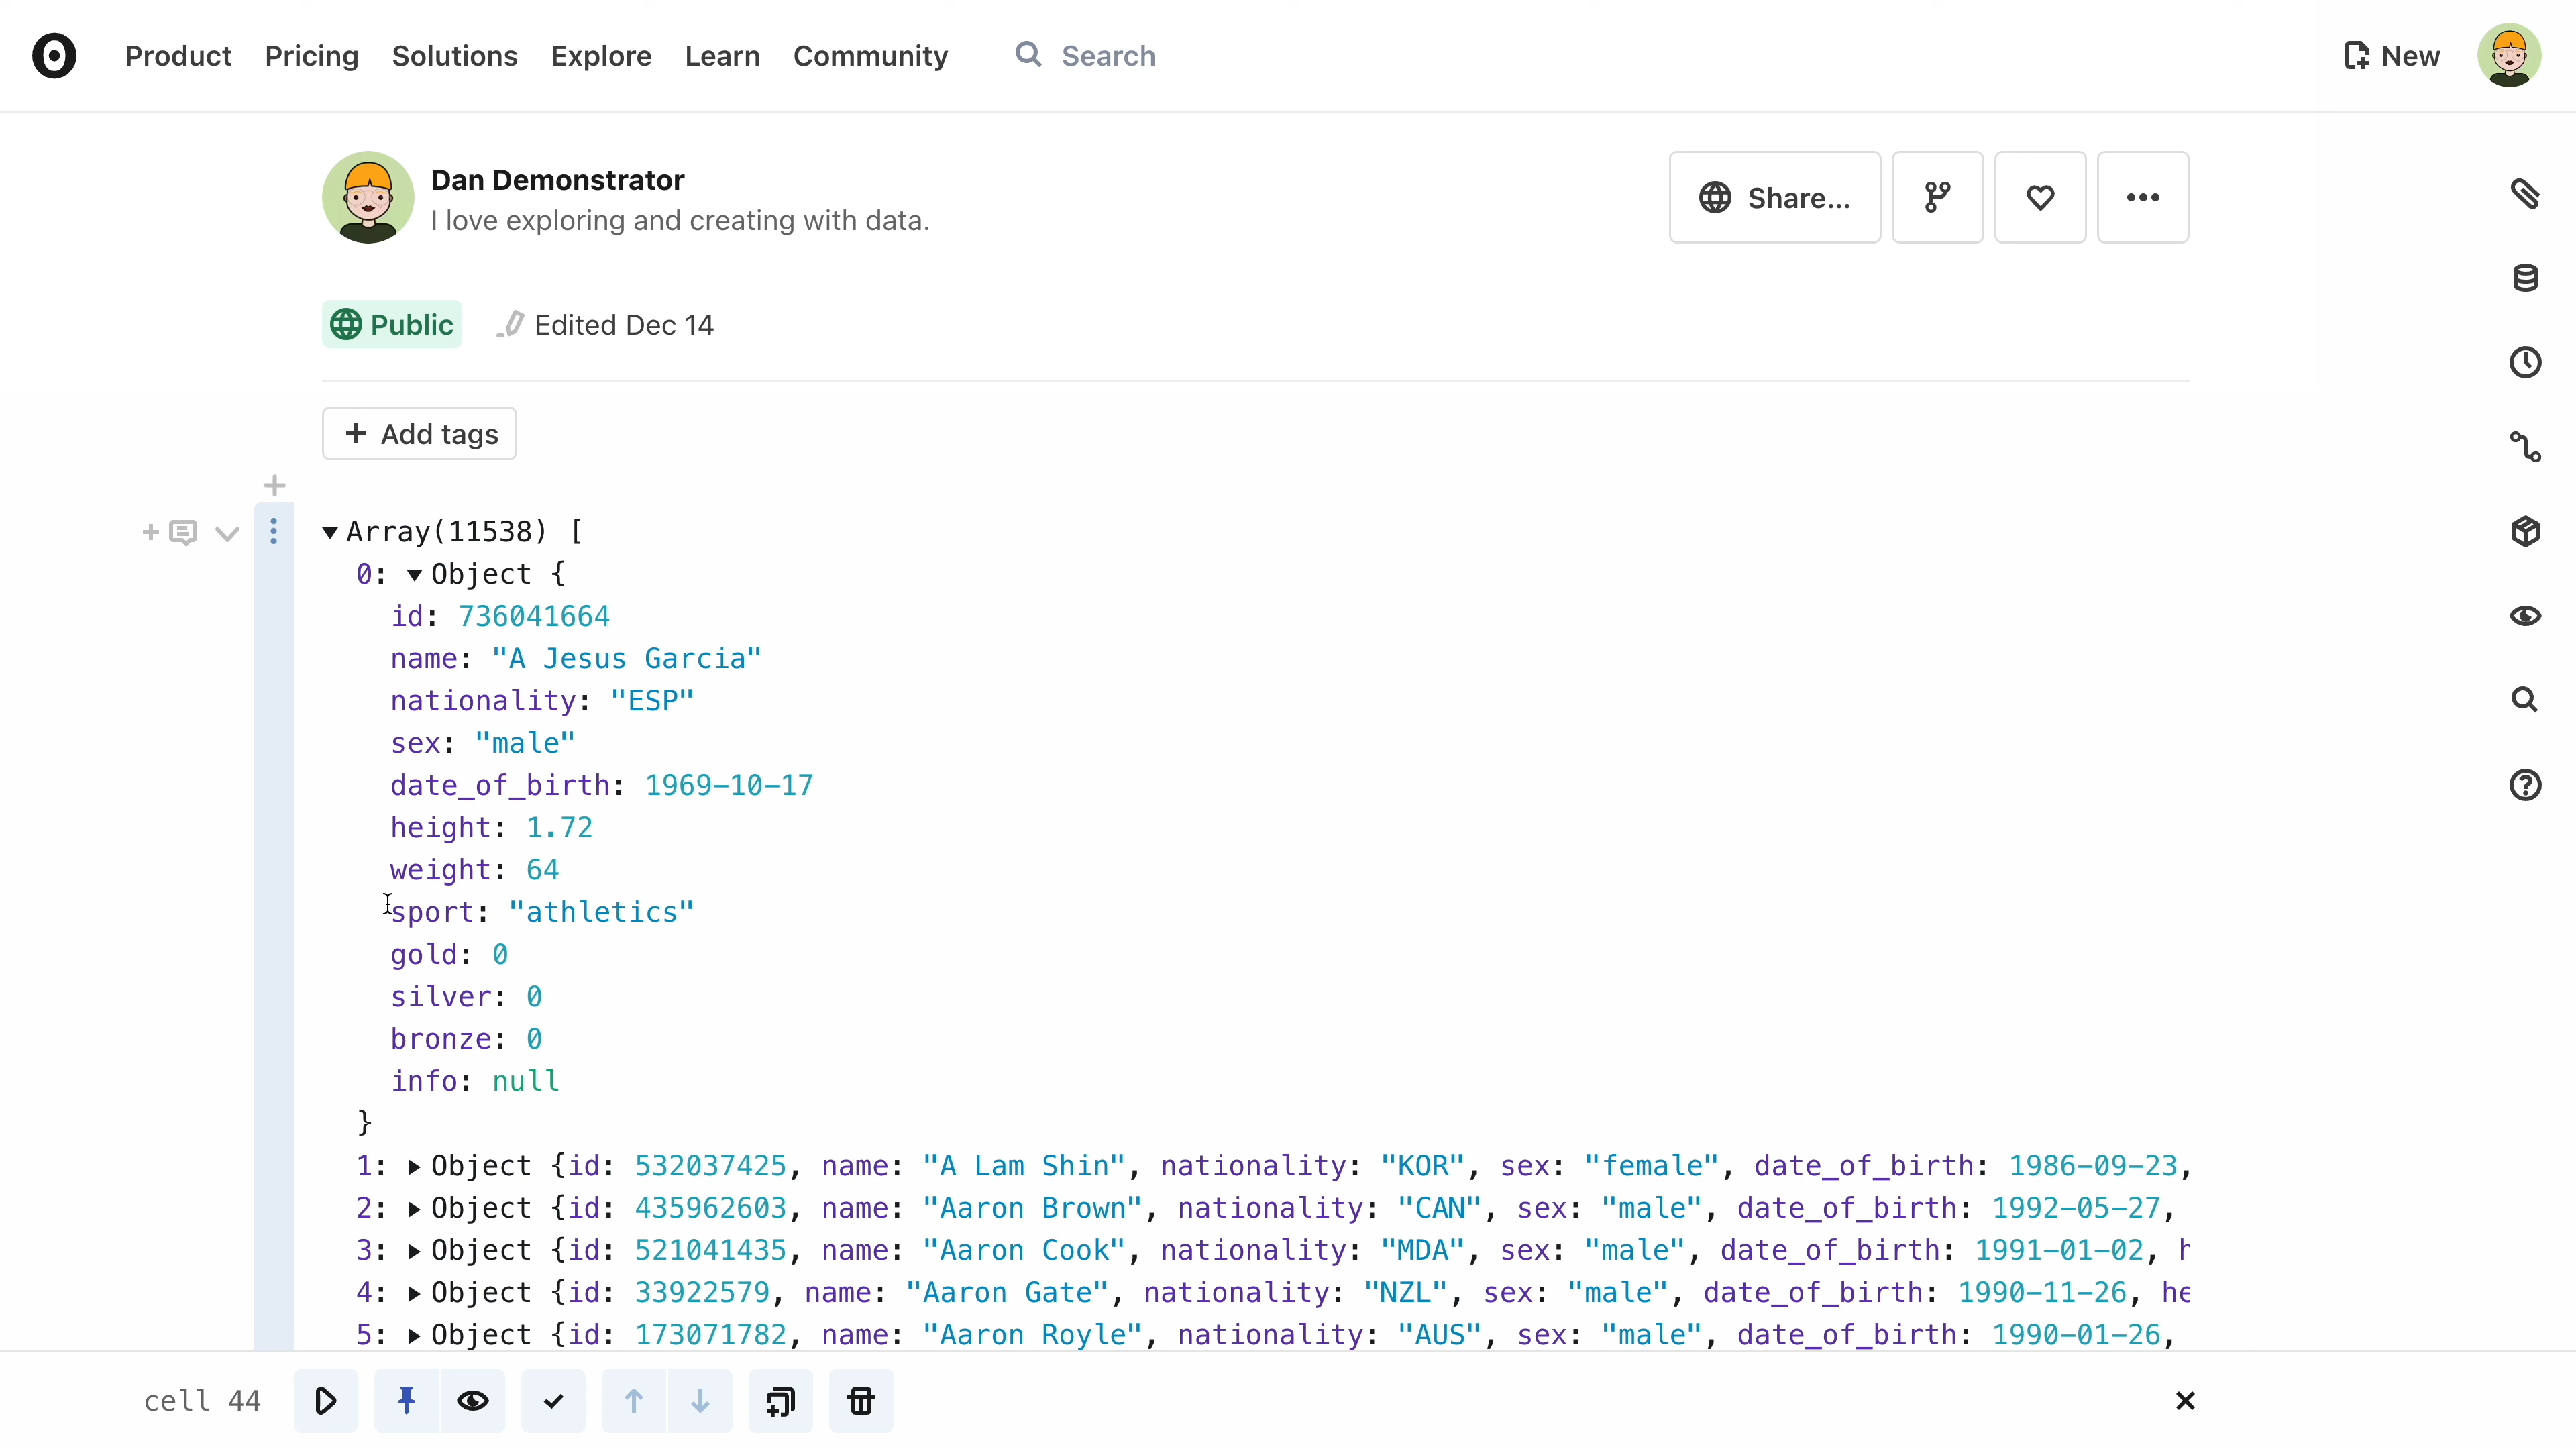 Product Pricing Solutions Explore Learn Community Search New
Dan Demonstrator
I love exploring and creating with data.
Share...
Public Edited Dec 14
+ Add tags
Array(11538) [
0: Object {
id: 736041664
name: "A Jesus Garcia"
nationality: "ESP"
sex: "male"
date_of_birth: 1969-10-17
height: 1.72
weight: 64
sport: "athletics"
gold: 0
silver: 0
bronze: 0
info: null
}
1: Object {id: 532037425, name: "A Lam Shin", nationality: "KOR", sex: "female", date_of_birth: 1986-09-23,
2: Object {id: 435962603, name: "Aaron Brown", nationality: "CAN", sex: "male", date_of_birth: 1992-05-27,
3: Object {id: 521041435, name: "Aaron Cook", nationality: "MDA", sex: "male", date_of_birth: 1991-01-02, h
4: Object {id: 33922579, name: "Aaron Gate", nationality: "NZL", sex: "male", date_of_birth: 1990-11-26, he
5: Object {id: 173071782, name: "Aaron Royle", nationality: "AUS", sex: "male", date_of_birth: 1990-01-26,
cell 44